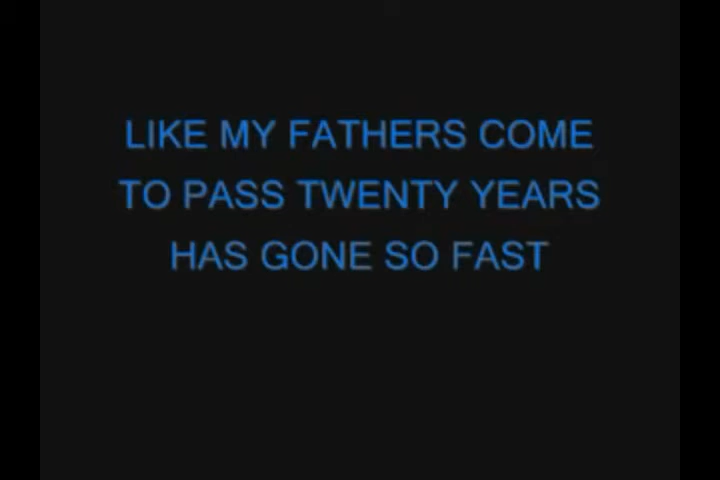 LIKE MY FATHERS COME
TO PASS TWENTY YEARS
HAS GONE SO FAST